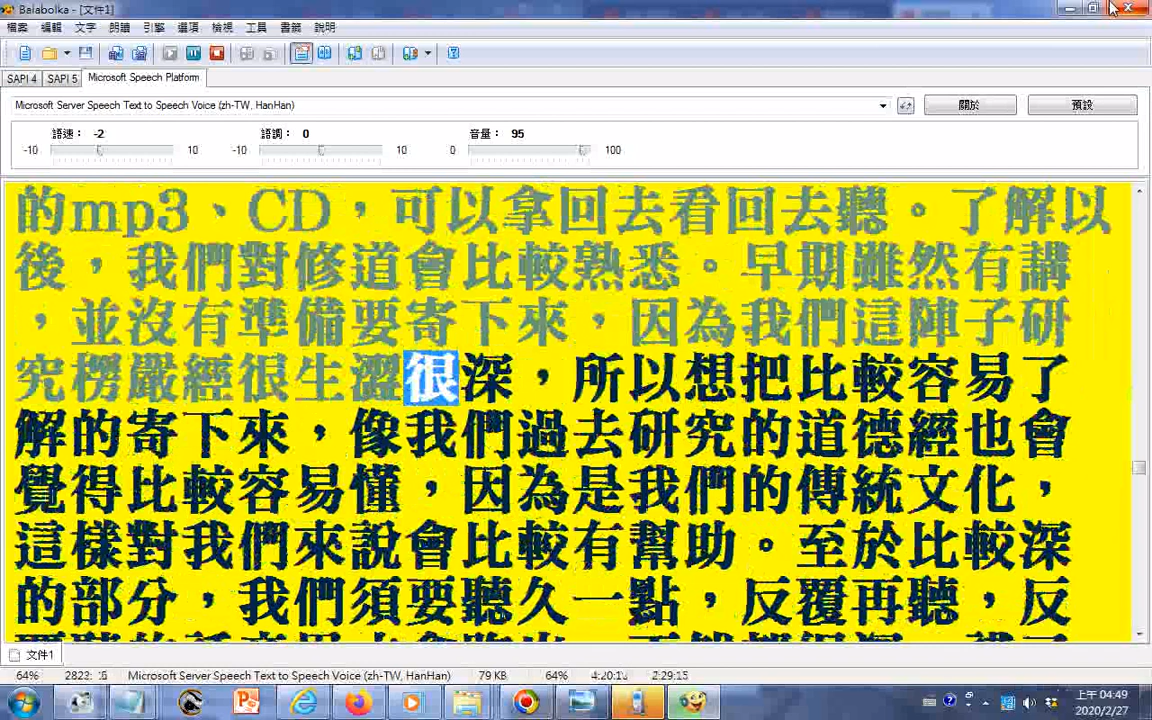 Balabolka - [文件1]
檔案 編輯 文字 朗讀 引擎 選項 檢視 工具 書籤 說明
SAPI 4 SAPI 5 Microsoft Speech Platform
Microsoft Server Speech Text to Speech Voice (zh-TW, HanHan) 關於 預設
語速： -2 語調： 0 音量： 95
-10 10 -10 10 0 100
的mp3、CD，可以拿回去看回去聽。了解以
後，我們對修道會比較熟悉。早期雖然有講
，並沒有準備要寄下來，因為我們這陣子研
究楞嚴經很生澀很深，所以想把比較容易了
解的寄下來，像我們過去研究的道德經也會
覺得比較容易懂，因為是我們的傳統文化，
這樣對我們來說會比較有幫助。至於比較深
的部分，我們須要聽久一點，反覆再聽，反
文件1
64% Microsoft Server Speech Text to Speech Voice (zh-TW, HanHan) 79 KB 64% 2:29:15
上午 04:49
2020/2/27